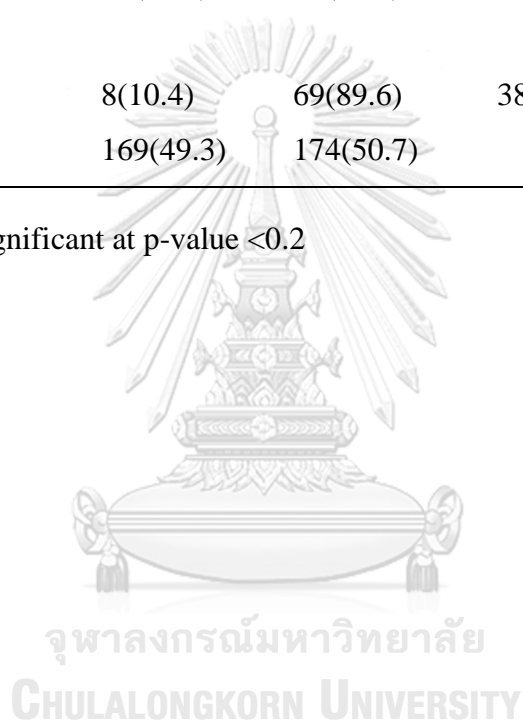 8(10.4) 69(89.6) 38
169(49.3) 174(50.7)
gnificant at p-value <0.2
จุฬาลงกรณ์มหาวิทยาลัย
CHULALONGKORN UNIVERSITY